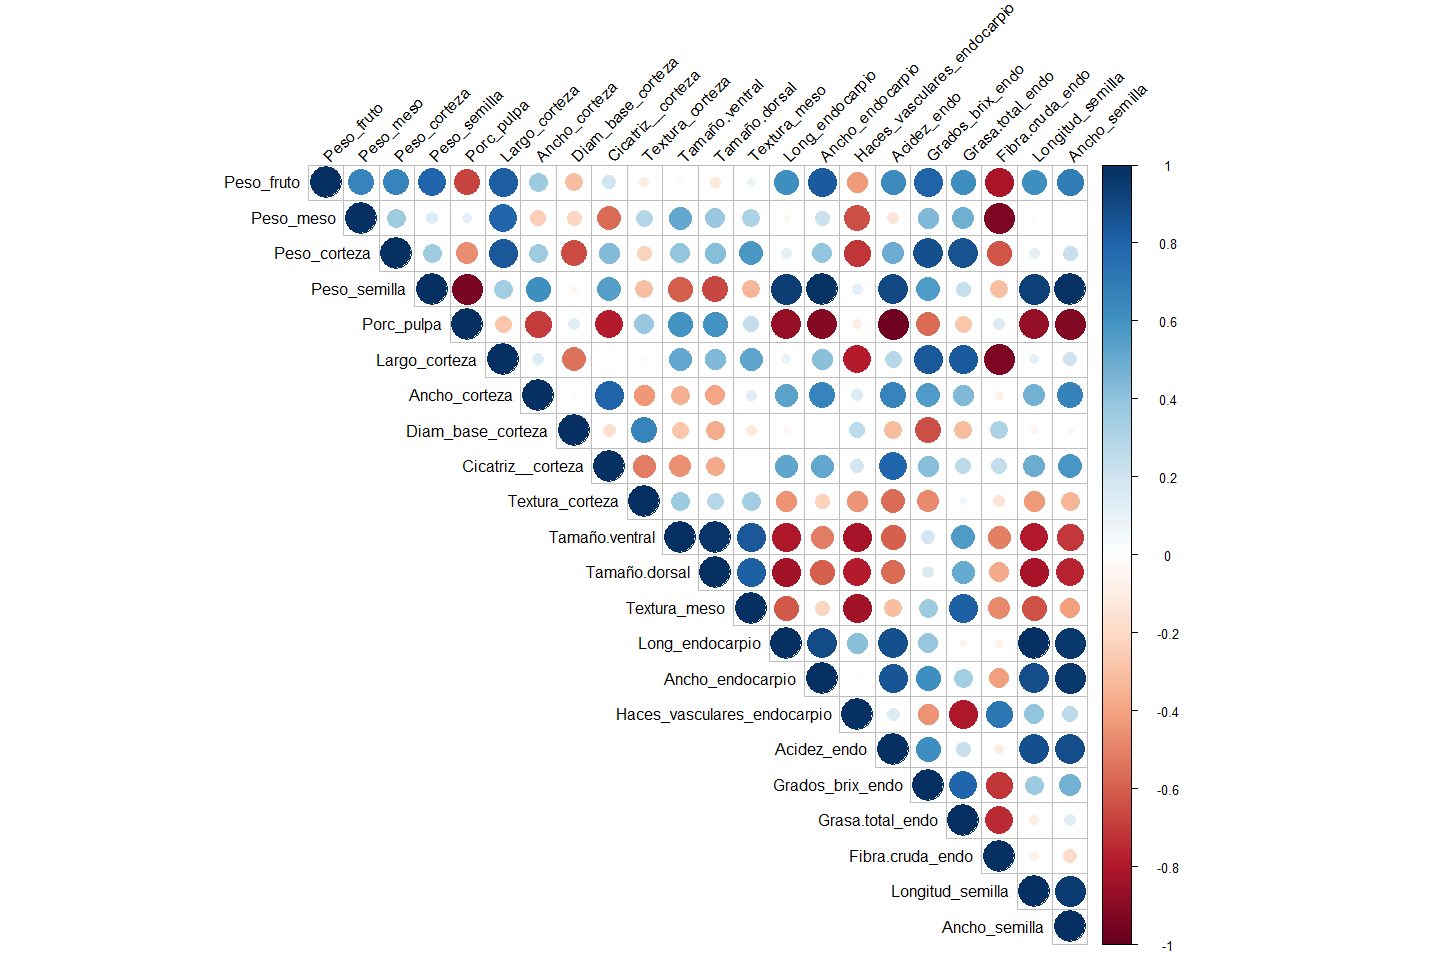 Peso_fruto
Peso_meso
Peso_corteza
Peso_semilla
Porc_pulpa
Largo_corteza
Ancho_corteza
Diam_base_corteza
Cicatriz__corteza
Textura_corteza
Tamaño.ventral
Tamaño.dorsal
Textura_meso
Long_endocarpio
Ancho_endocarpio
Haces_vasculares_endocarpio
Acidez_endo
Grados_brix_endo
Grasa.total_endo
Fibra.cruda_endo
Longitud_semilla
Ancho_semilla
Peso_fruto
Peso_meso
Peso_corteza
Peso_semilla
Porc_pulpa
Largo_corteza
Ancho_corteza
Diam_base_corteza
Cicatriz__corteza
Textura_corteza
Tamaño.ventral
Tamaño.dorsal
Textura_meso
Long_endocarpio
Ancho_endocarpio
Haces_vasculares_endocarpio
Acidez_endo
Grados_brix_endo
Grasa.total_endo
Fibra.cruda_endo
Longitud_semilla
Ancho_semilla
1
0.8
0.6
0.4
0.2
0
-0.2
-0.4
-0.6
-0.8
-1